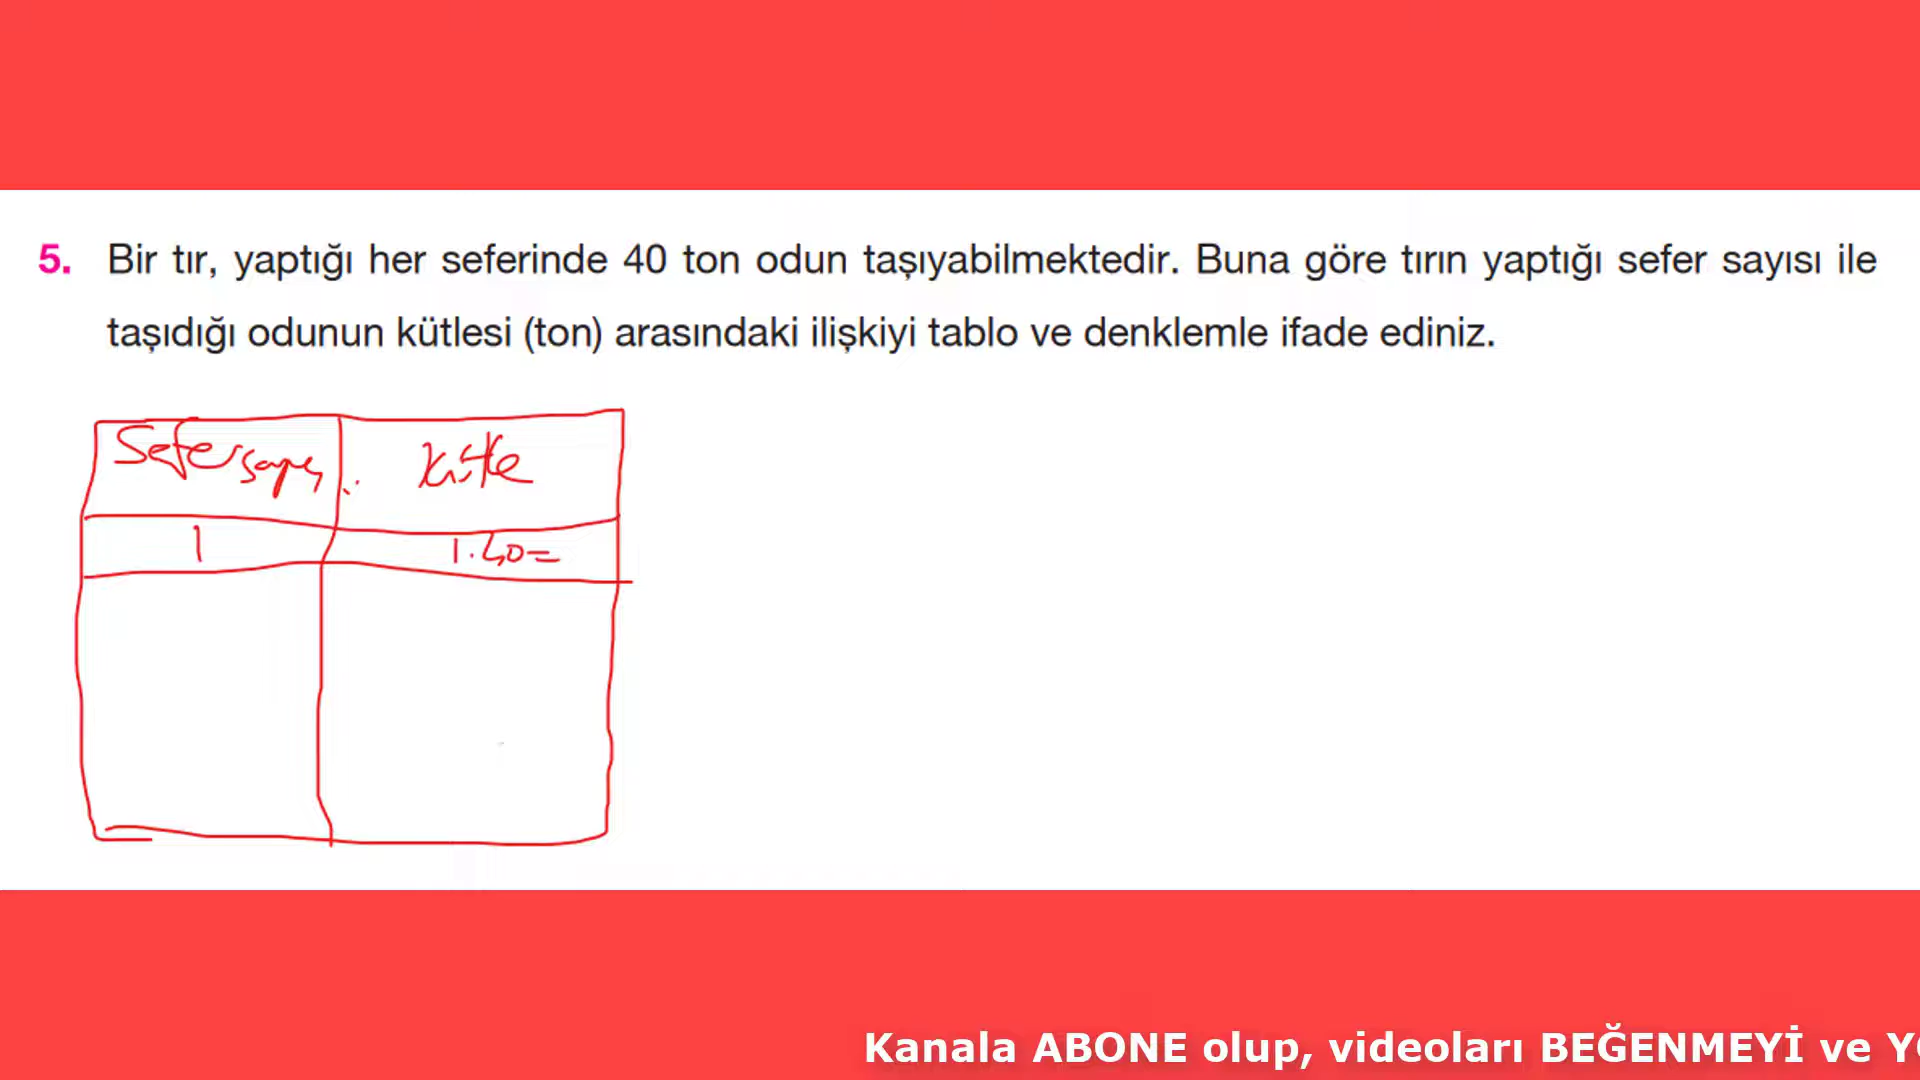 5. Bir tır, yaptığı her seferinde 40 ton odun taşıyabilmektedir. Buna göre tırın yaptığı sefer sayısı ile
taşıdığı odunun kütlesi (ton) arasındaki ilişkiyi tablo ve denklemle ifade ediniz.
Sefer sayısı Kütle
1 1.40=
Kanala ABONE olup, videoları BEĞENMEYİ ve